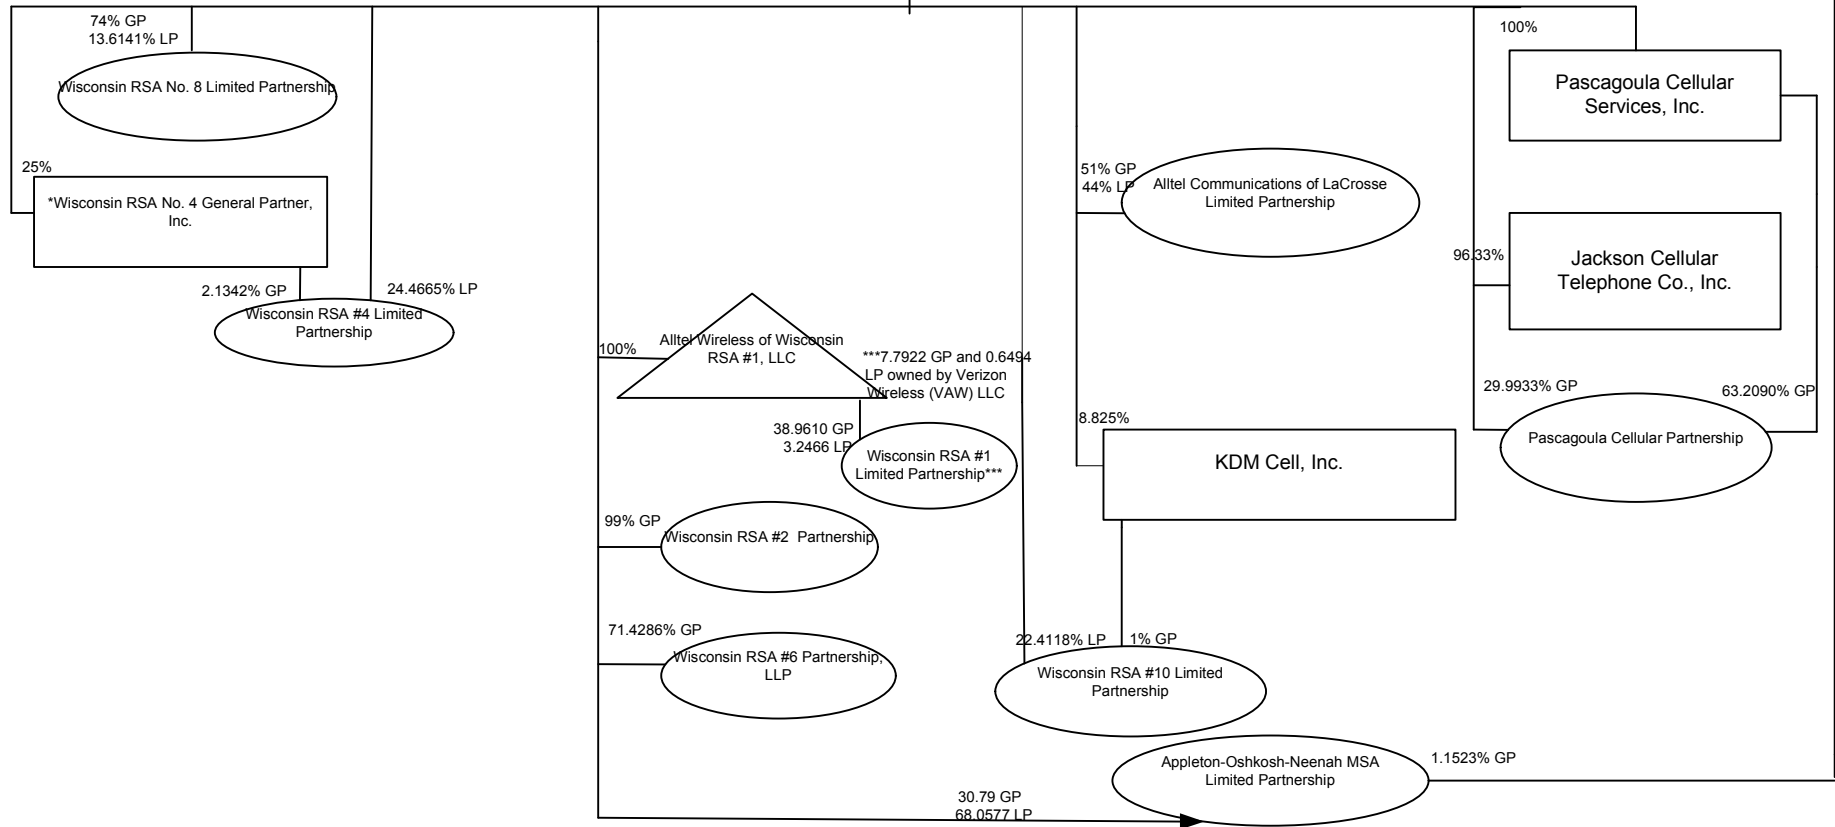 74% GP
13.6141% LP
Wisconsin RSA No. 8 Limited Partnership
25%
*Wisconsin RSA No. 4 General Partner,
Inc.
2.1342% GP
24.4665% LP
Wisconsin RSA #4 Limited
Partnership
100%
Alltel Wireless of Wisconsin
RSA #1, LLC
***7.7922 GP and 0.6494
LP owned by Verizon
Wireless (VAW) LLC
38.9610 GP
3.2466 LP
Wisconsin RSA #1
Limited Partnership***
99% GP
Wisconsin RSA #2 Partnership
71.4286% GP
Wisconsin RSA #6 Partnership,
LLP
51% GP
44% LP
Alltel Communications of LaCrosse
Limited Partnership
8.825%
KDM Cell, Inc.
22.4118% LP
1% GP
Wisconsin RSA #10 Limited
Partnership
Appleton-Oshkosh-Neenah MSA
Limited Partnership
1.1523% GP
30.79 GP
68.0577 LP
100%
Pascagoula Cellular
Services, Inc.
96.33%
Jackson Cellular
Telephone Co., Inc.
29.9933% GP
63.2090% GP
Pascagoula Cellular Partnership